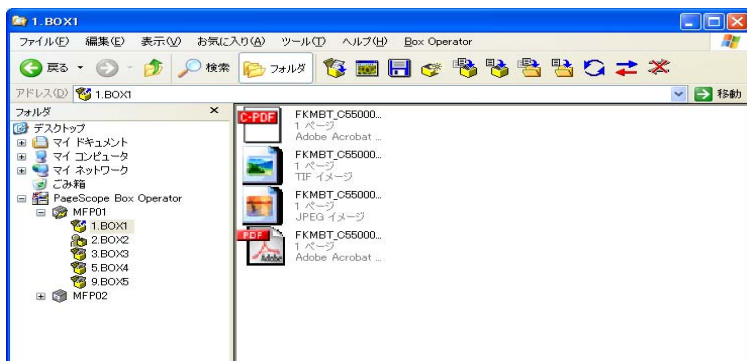 1.BOX1
ファイル(F) 編集(E) 表示(V) お気に入り(A) ツール(T) ヘルプ(H) Box Operator
戻る 検索 フォルダ
アドレス(D) 1.BOX1 移動
フォルダ ×
デスクトップ
マイ ドキュメント
マイ コンピュータ
マイ ネットワーク
ごみ箱
PageScope Box Operator
MFP01
1.BOX1
2.BOX2
3.BOX3
5.BOX4
9.BOX5
MFP02
C-PDF
FKMBT_C55000...
1 ページ
Adobe Acrobat ...
FKMBT_C55000...
1 ページ
TIF イメージ
FKMBT_C55000...
1 ページ
JPEG イメージ
PDF
Adobe
FKMBT_C55000...
1 ページ
Adobe Acrobat ...